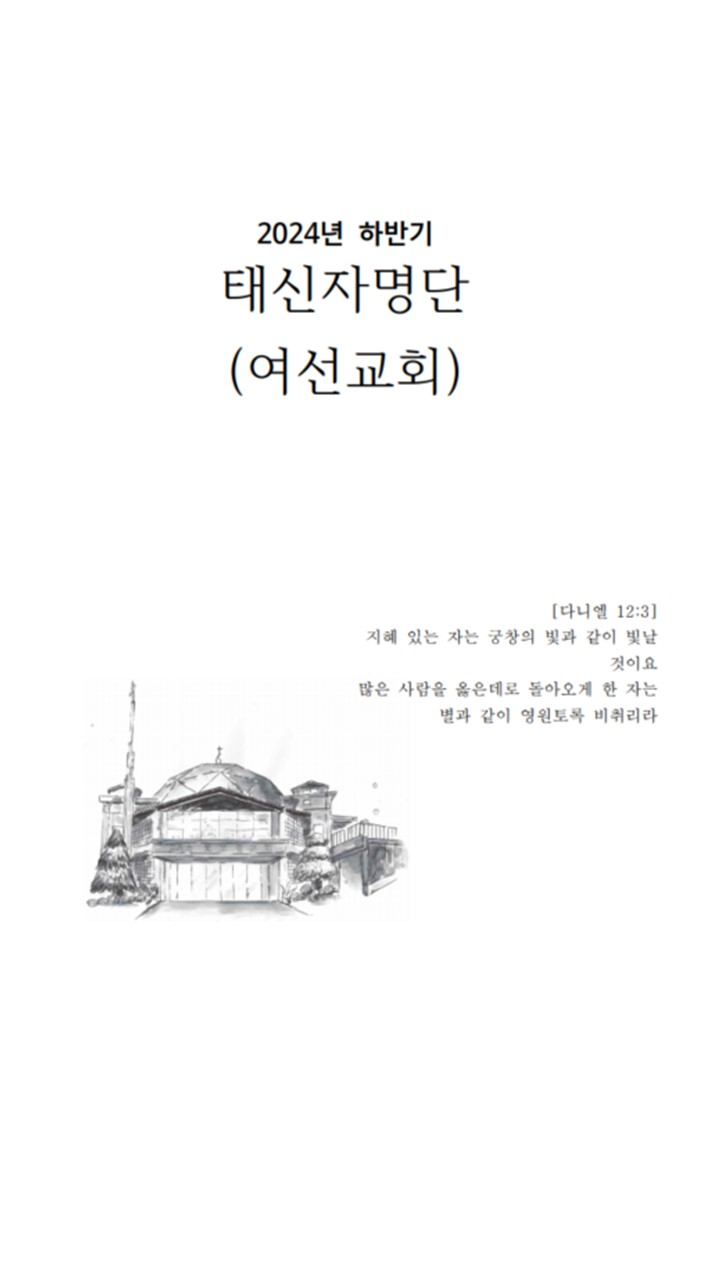 2024년 하반기
태신자명단
(여선교회)
[다니엘 12:3]
지혜 있는 자는 궁창의 빛과 같이 빛날
것이요
많은 사람을 옳은데로 돌아오게 한 자는
별과 같이 영원토록 비취리라